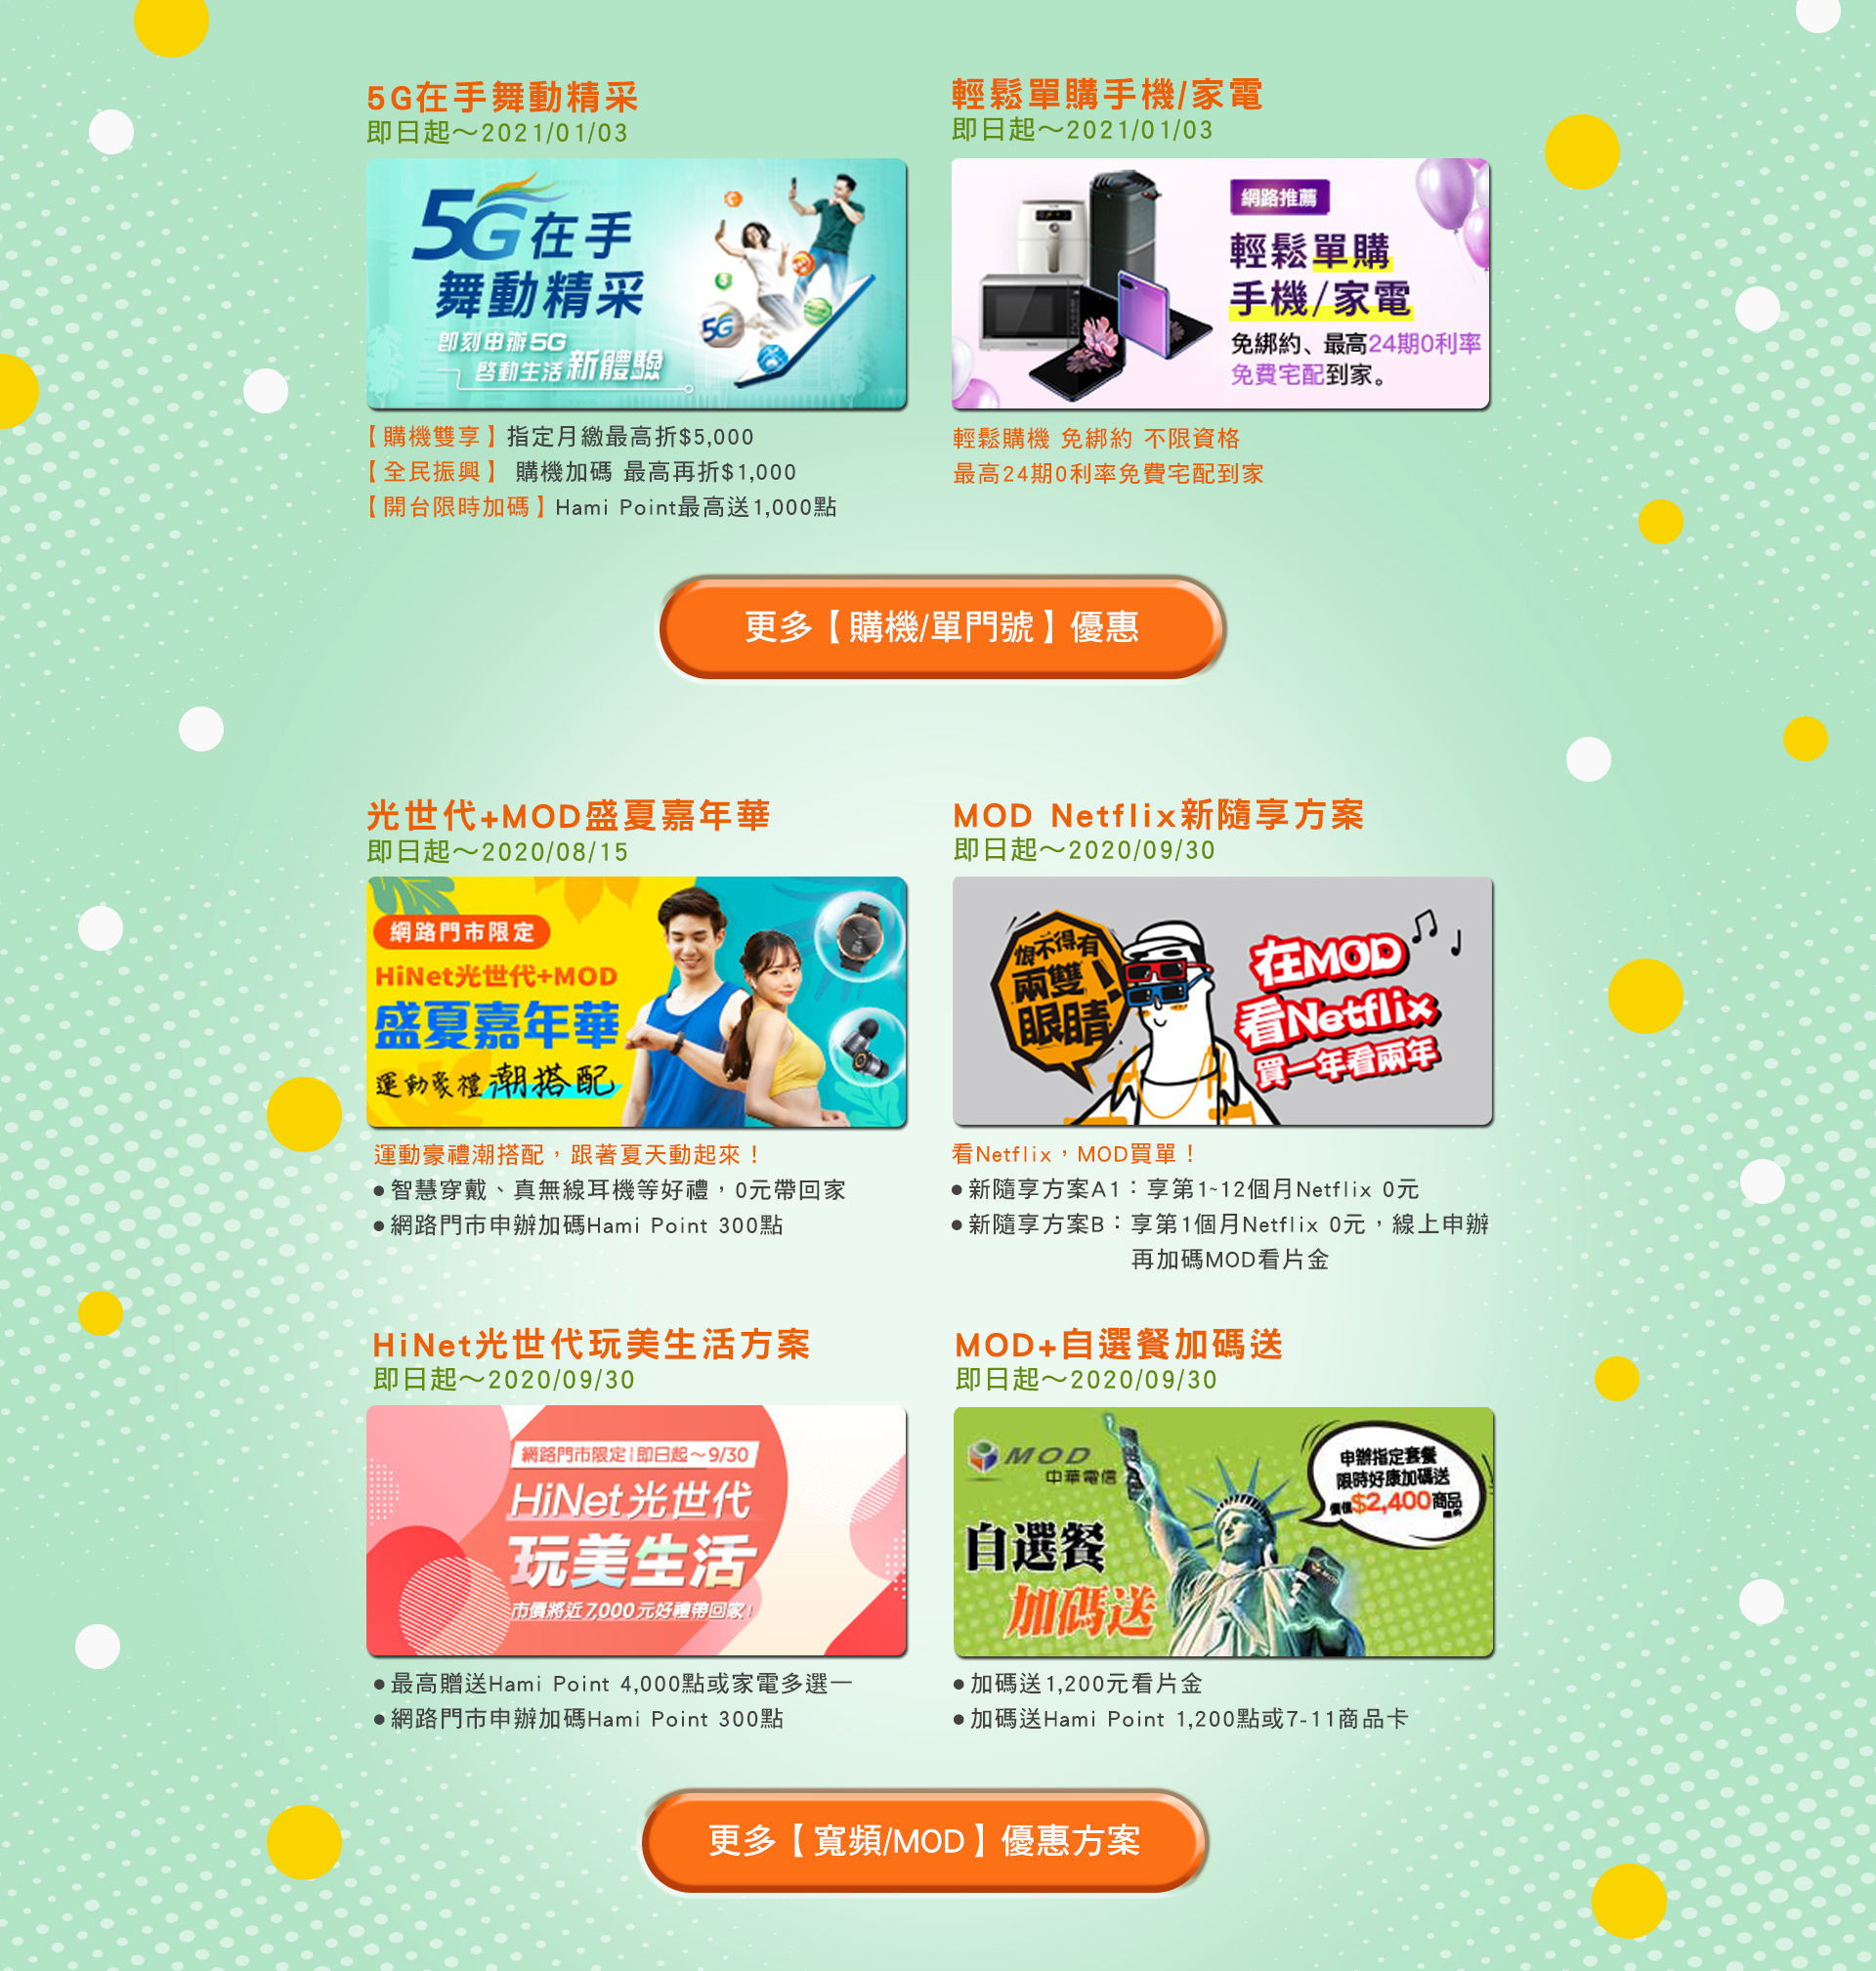 5G在手舞動精采
即日起～2021/01/03
5G在手
舞動精采
即刻申辦5G
啓動生活新體驗
5G
【購機雙享】指定月繳最高折$5,000
【全民振興】 購機加碼 最高再折$1,000
【開台限時加碼】Hami Point最高送1,000點
輕鬆單購手機/家電
即日起～2021/01/03
網路推薦
輕鬆單購
手機/家電
免綁約、最高24期0利率
免費宅配到家。
輕鬆購機 免綁約 不限資格
最高24期0利率免費宅配到家
更多【購機/單門號】優惠
光世代+MOD盛夏嘉年華
即日起～2020/08/15
網路門市限定
HiNet光世代+MOD
盛夏嘉年華
運動豪禮潮搭配
運動豪禮潮搭配，跟著夏天動起來！
●智慧穿戴、真無線耳機等好禮，0元帶回家
●網路門市申辦加碼Hami Point 300點
MOD Netflix新隨享方案
即日起～2020/09/30
恨不得有
兩雙
眼睛!
在MOD
看Netflix
買一年看兩年
看Netflix，MOD買單！
●新隨享方案A1：享第1~12個月Netflix 0元
●新隨享方案B：享第1個月Netflix 0元，線上申辦
再加碼MOD看片金
HiNet光世代玩美生活方案
即日起～2020/09/30
網路門市限定|即日起～9/30
HiNet光世代
玩美生活
市價將近7,000元好禮帶回家!
●最高贈送Hami Point 4,000點或家電多選一
●網路門市申辦加碼Hami Point 300點
MOD+自選餐加碼送
即日起～2020/09/30
MOD
中華電信
申辦指定套餐
限時好康加碼送
價值$2,400商品
自選餐
加碼送
●加碼送1,200元看片金
●加碼送Hami Point 1,200點或7-11商品卡
更多【寬頻/MOD】優惠方案